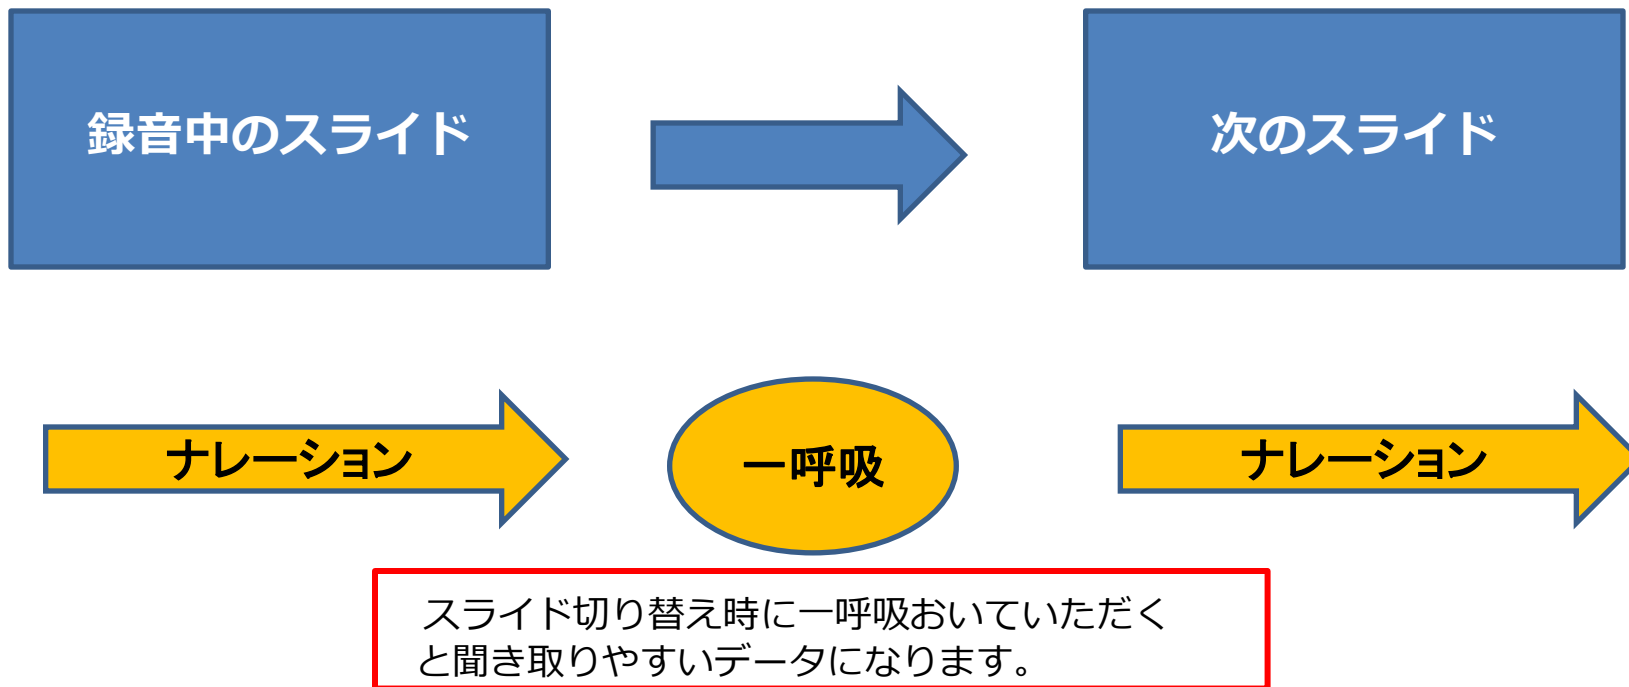 録音中のスライド
次のスライド
ナレーション
一呼吸
ナレーション
スライド切り替え時に一呼吸おいていただく
と聞き取りやすいデータになります。